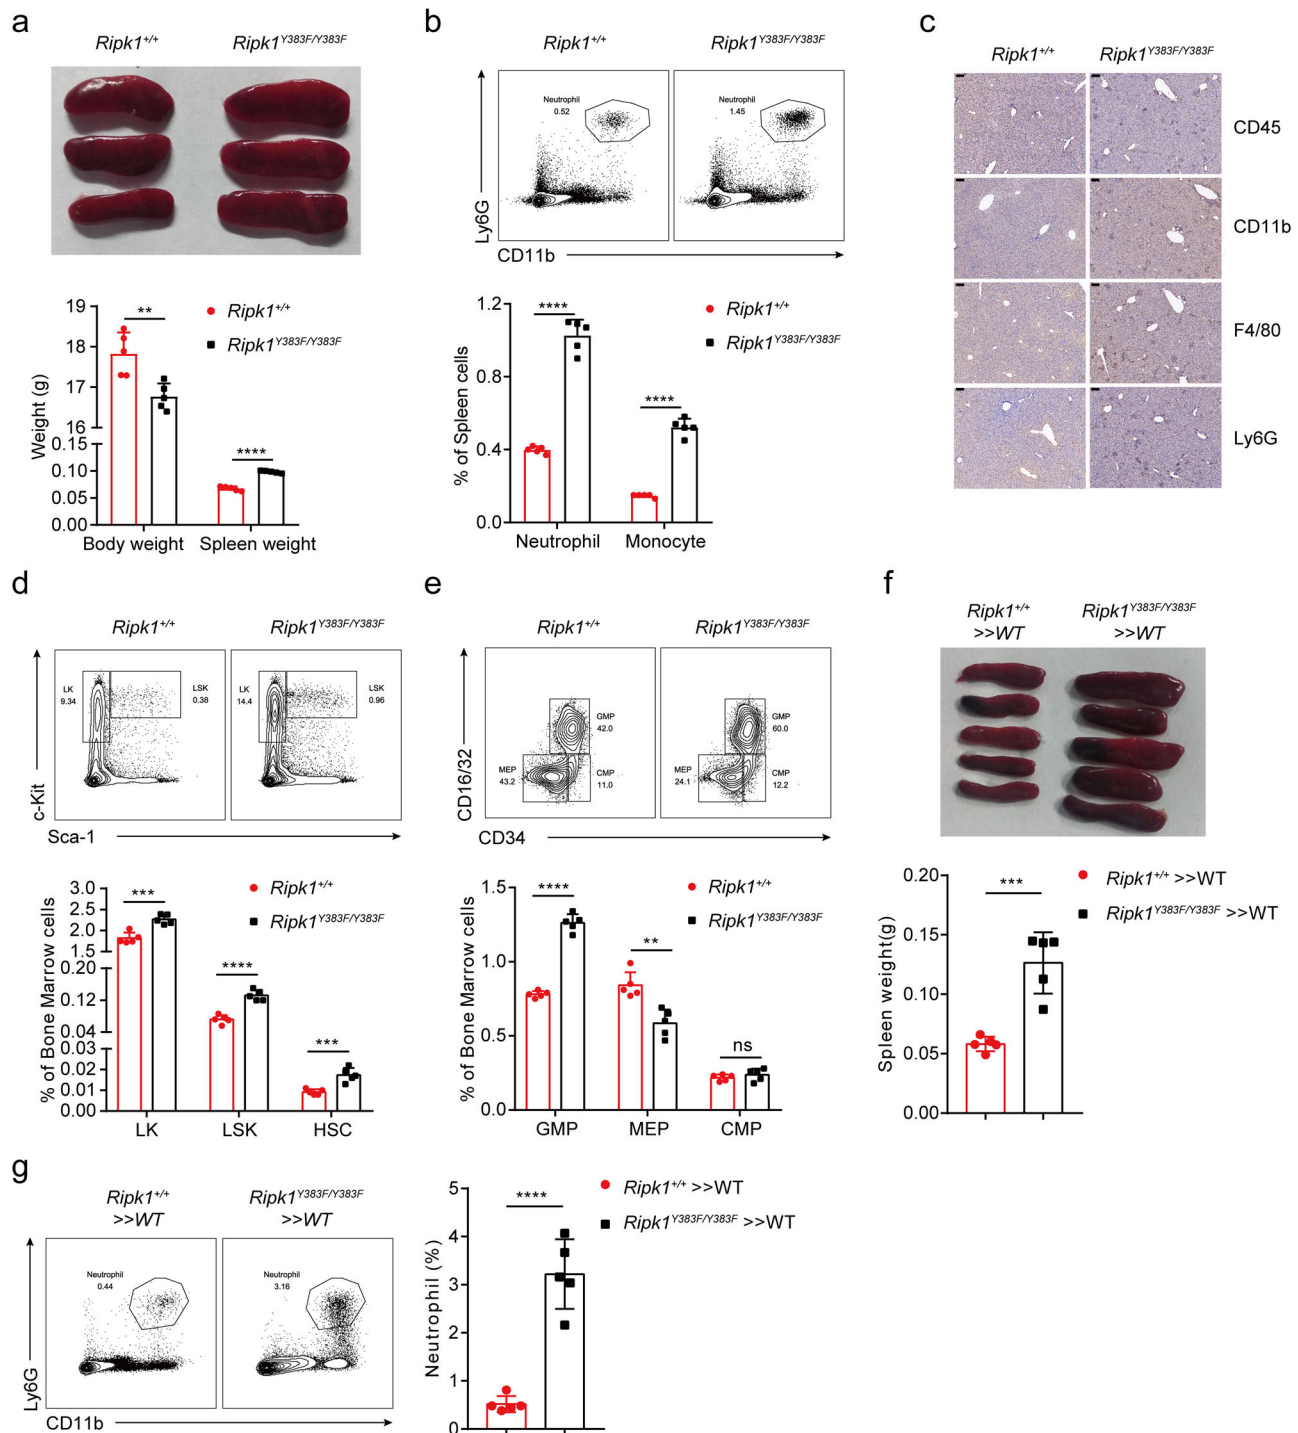 a
Ripk1+/+ Ripk1Y383F/Y383F
Weight (g)
19
18
17
16
0.15
0.10
0.05
0.00
**
****
Ripk1+/+
Ripk1Y383F/Y383F
Body weight Spleen weight
b
Ripk1+/+ Ripk1Y383F/Y383F
Neutrophil
0.52
Neutrophil
1.45
Ly6G
CD11b
% of Spleen cells
1.2
0.8
0.4
0.0
****
****
Ripk1+/+
Ripk1Y383F/Y383F
Neutrophil Monocyte
c
Ripk1+/+ Ripk1Y383F/Y383F
CD45
CD11b
F4/80
Ly6G
d
Ripk1+/+ Ripk1Y383F/Y383F
LK
9.34
LSK
0.38
LK
14.4
LSK
0.96
c-Kit
Sca-1
% of Bone Marrow cells
3.0
2.5
2.0
1.5
0.20
0.12
0.04
0.03
0.02
0.01
0.00
***
****
***
Ripk1+/+
Ripk1Y383F/Y383F
LK LSK HSC
e
Ripk1+/+ Ripk1Y383F/Y383F
GMP
42.0
MEP
43.2
CMP
11.0
GMP
60.0
MEP
24.1
CMP
12.2
CD16/32
CD34
% of Bone Marrow cells
1.5
1.0
0.5
0.0
****
**
ns
Ripk1+/+
Ripk1Y383F/Y383F
GMP MEP CMP
f
Ripk1+/+ Ripk1Y383F/Y383F
>>WT >>WT
Spleen weight(g)
0.20
0.15
0.10
0.05
0.00
***
Ripk1+/+ >>WT
Ripk1Y383F/Y383F >>WT
g
Ripk1+/+ Ripk1Y383F/Y383F
>>WT >>WT
Neutrophil
0.44
Neutrophil
3.16
Ly6G
CD11b
Neutrophil (%)
5
4
3
2
1
0
****
Ripk1+/+ >>WT
Ripk1Y383F/Y383F >>WT